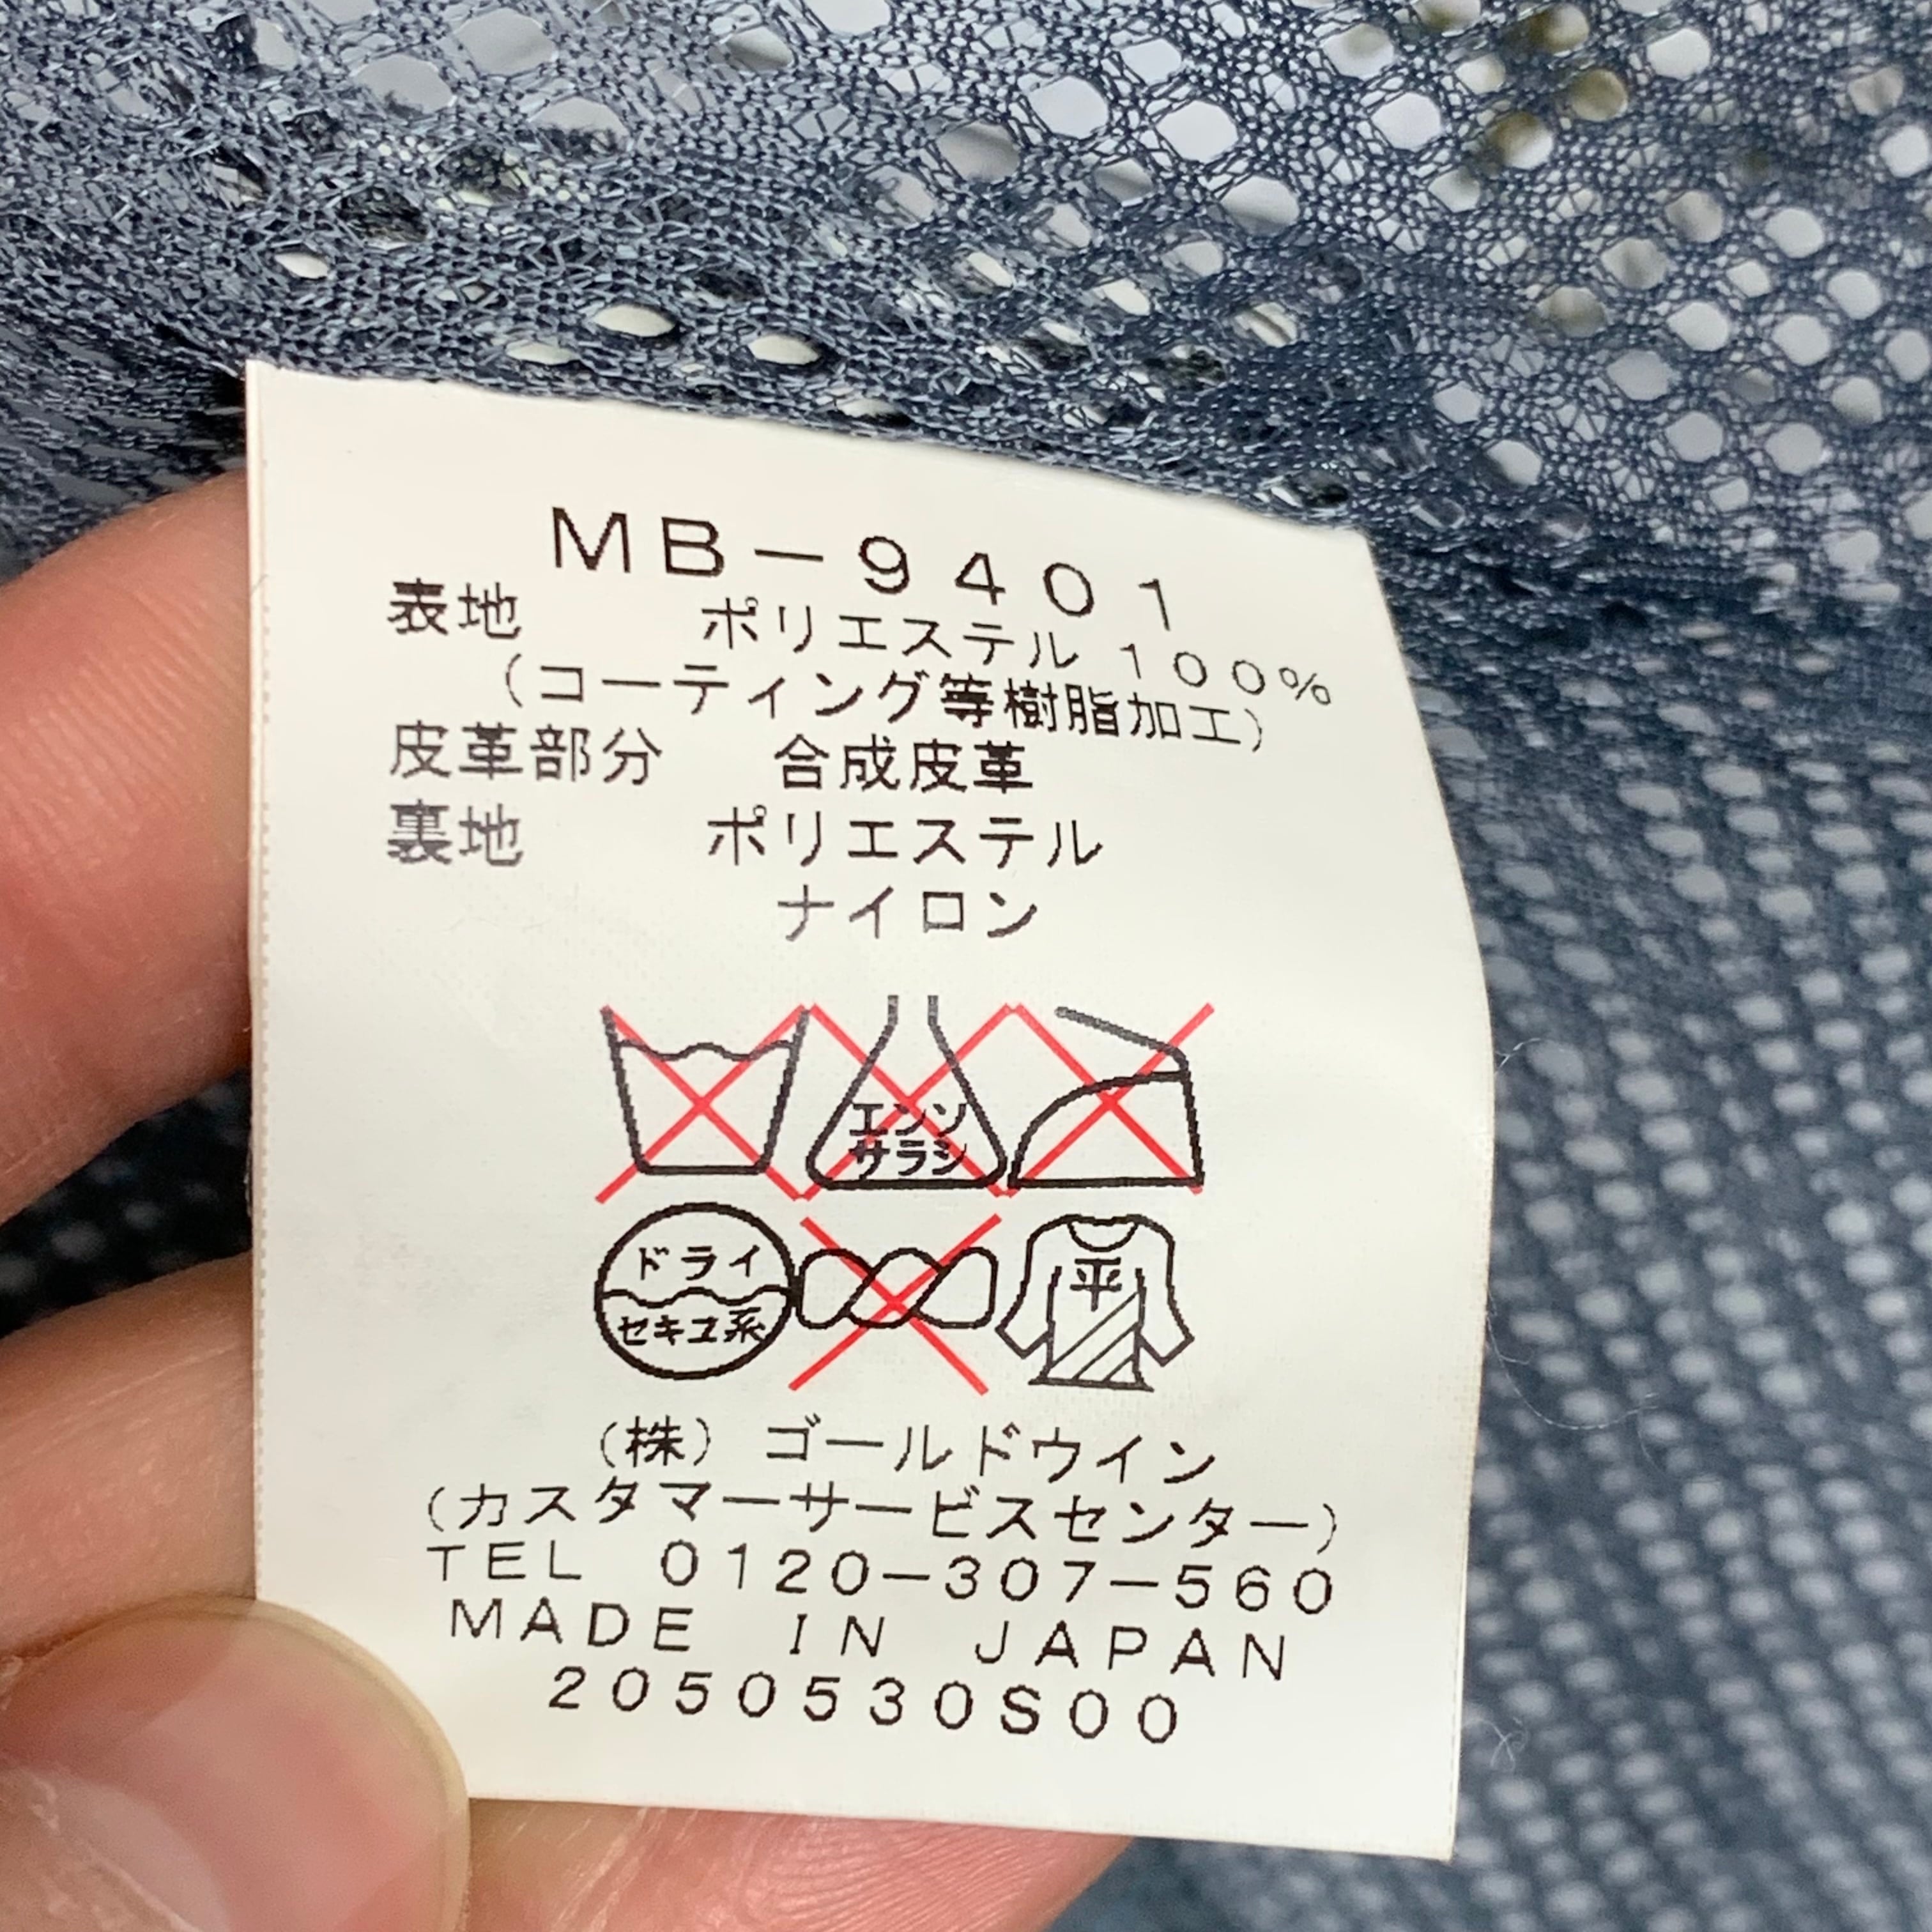 MB-9401
表地 ポリエステル100%
(コーティング等樹脂加工)
皮革部分 合成皮革
裏地 ポリエステル
ナイロン
エンソ
サラシ
ドライ
セキユ系
平
(株)ゴールドウイン
(カスタマーサービスセンター)
TEL 0120-307-560
MADE IN JAPAN
2050530S00